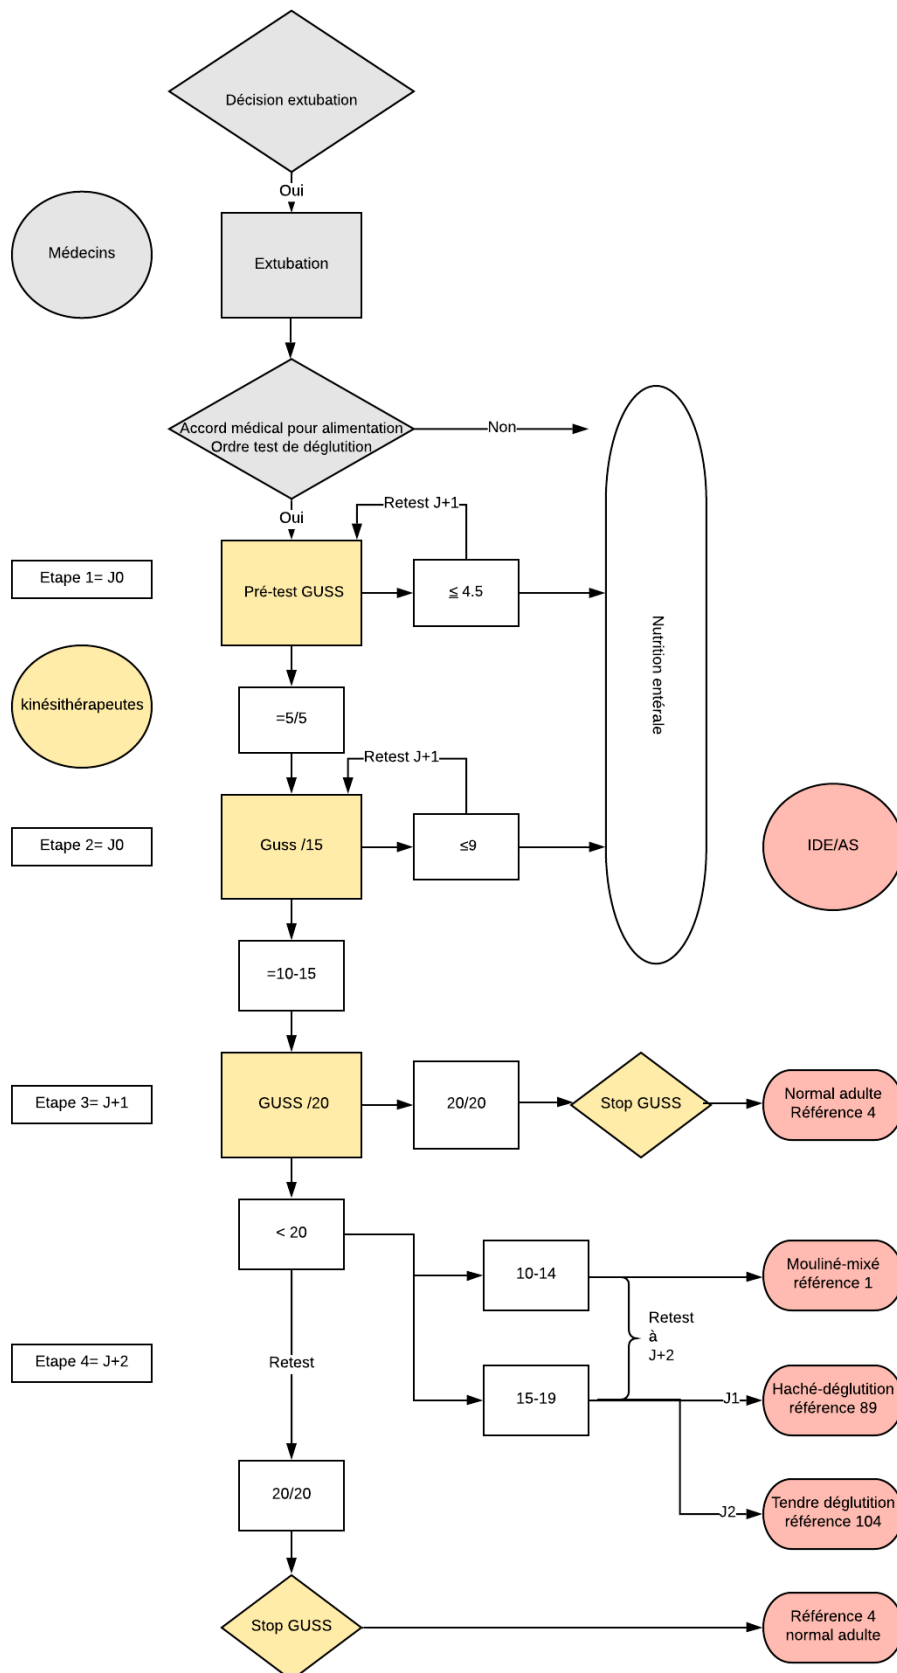 Décision extubation
Oui
Médecins
Extubation
Accord médical pour alimentation
Ordre test de déglutition
Non
Oui
Retest J+1
Etape 1= J0
Pré-test GUSS
≤ 4.5
Nutrition entérale
kinésithérapeutes
=5/5
Retest J+1
Etape 2= J0
Guss /15
≤9
IDE/AS
=10-15
Etape 3= J+1
GUSS /20
20/20
Stop GUSS
Normal adulte
Référence 4
< 20
10-14
Mouliné-mixé
référence 1
Retest
à
J+2
Etape 4= J+2
Retest
15-19
J1
Haché-déglutition
référence 89
20/20
J2
Tendre déglutition
référence 104
Stop GUSS
Référence 4
normal adulte